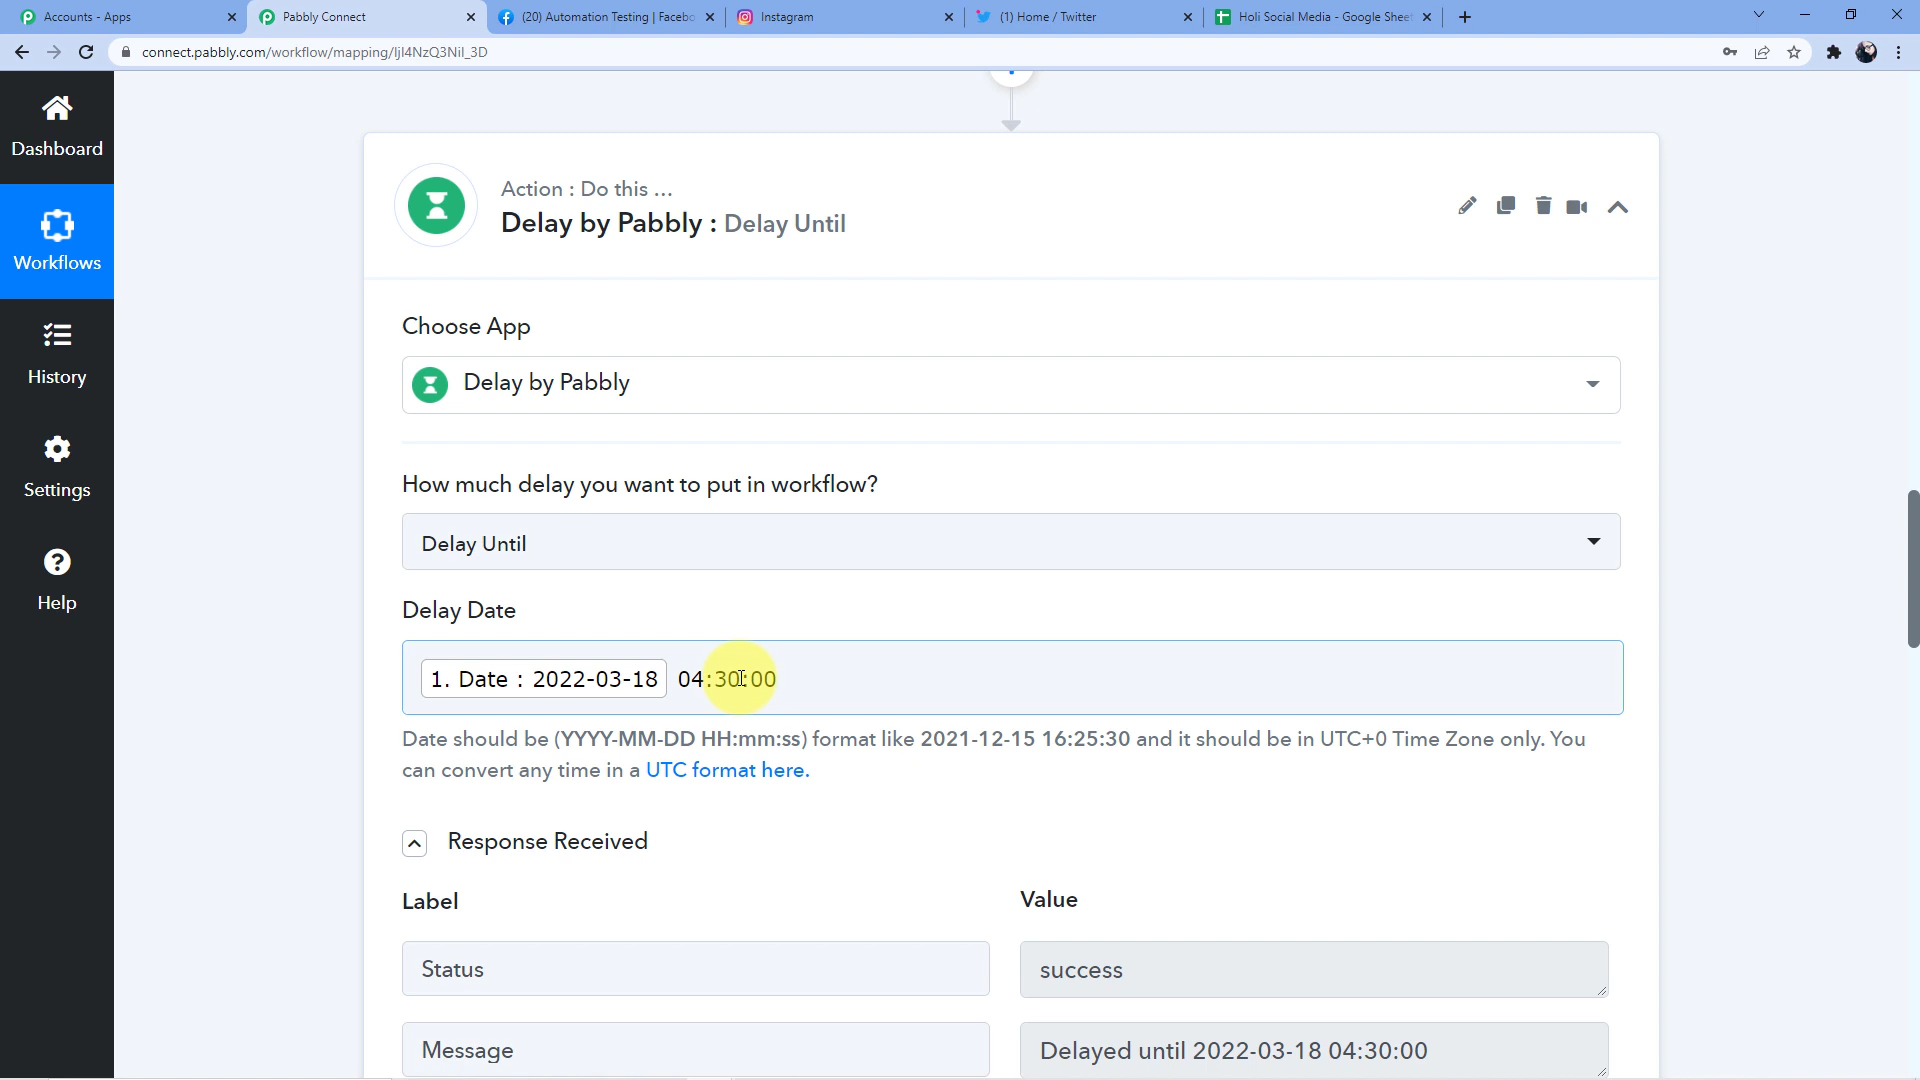 Accounts - Apps
Pabbly Connect
(20) Automation Testing | Facebo
Instagram
(1) Home / Twitter
Holi Social Media - Google Sheet
connect.pabbly.com/workflow/mapping/IjI4NzQ3NiI_3D
Dashboard
Workflows
History
Settings
Help
Action : Do this ...
Delay by Pabbly : Delay Until
Choose App
Delay by Pabbly
How much delay you want to put in workflow?
Delay Until
Delay Date
1. Date : 2022-03-18 04:30:00
Date should be (YYYY-MM-DD HH:mm:ss) format like 2021-12-15 16:25:30 and it should be in UTC+0 Time Zone only. You
can convert any time in a UTC format here.
Response Received
Label
Value
Status
success
Message
Delayed until 2022-03-18 04:30:00